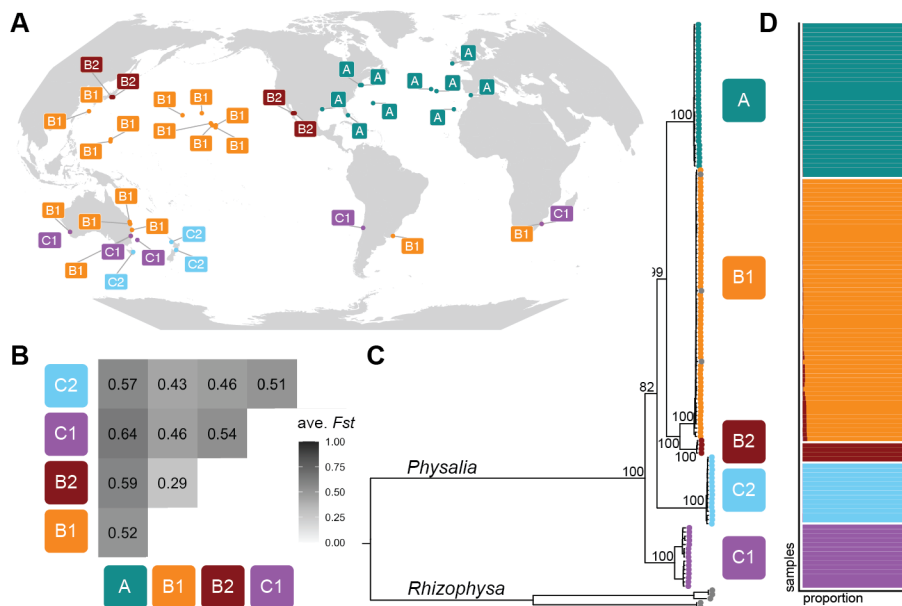 A
B2
B2
B1
B1
B1
B1
B1
B1
B1
B1
B2
B2
A
A
A
A
A
A
A
A
A
A
B1
B1
C1
C1
C1
B1
B1
C2
C2
C2
C1
B1
B1
C1
B
C2
0.57 0.43 0.46 0.51
C1
0.64 0.46 0.54
B2
0.59 0.29
B1
0.52
A B1 B2 C1
ave. Fst
1.00
0.75
0.50
0.25
0.00
C
Physalia
Rhizophysa
100
99
82
100
100
100
100
100
100
A
B1
B2
C2
C1
D
samples
proportion